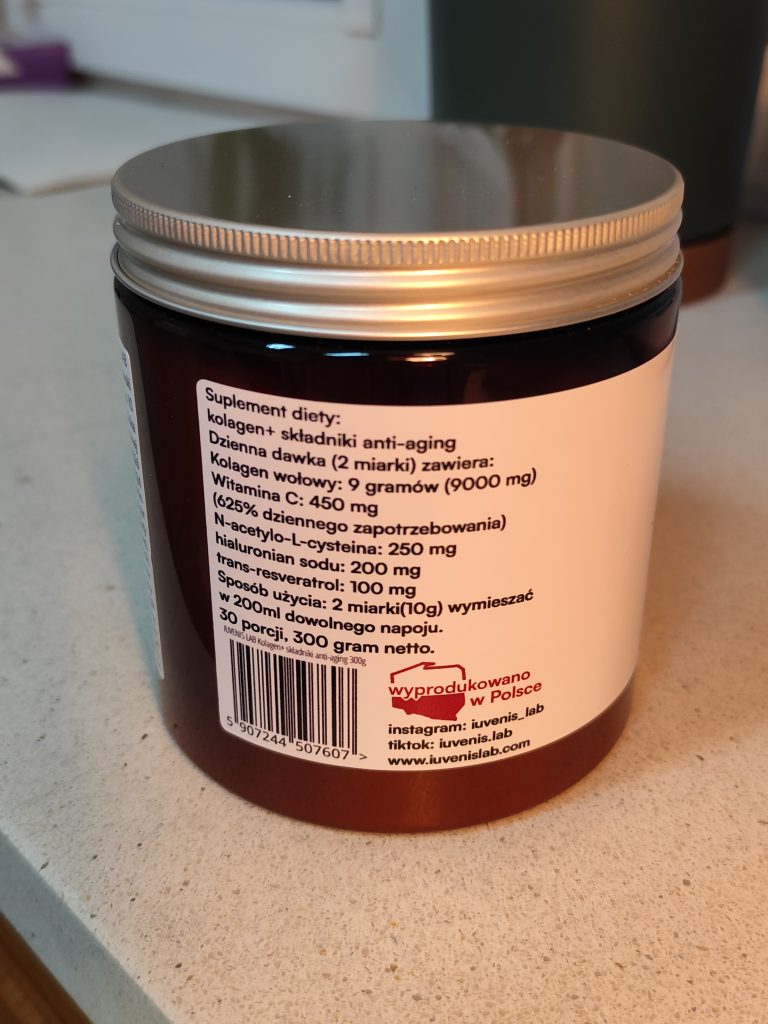 Suplement diety:
kolagen+ składniki anti-aging
Dzienna dawka (2 miarki) zawiera:
Kolagen wołowy: 9 gramów (9000 mg)
Witamina C: 450 mg
(625% dziennego zapotrzebowania)
N-acetylo-L-cysteina: 250 mg
hialuronian sodu: 200 mg
trans-resveratrol: 100 mg
Sposób użycia: 2 miarki(10g) wymieszać
w 200ml dowolnego napoju.
30 porcji, 300 gram netto.
IUVENIS LAB Kolagen+ składniki anti-aging 300g
5 907244 507607 >
wyprodukowano
w Polsce
instagram: iuvenis_lab
tiktok: iuvenis.lab
www.iuvenislab.com